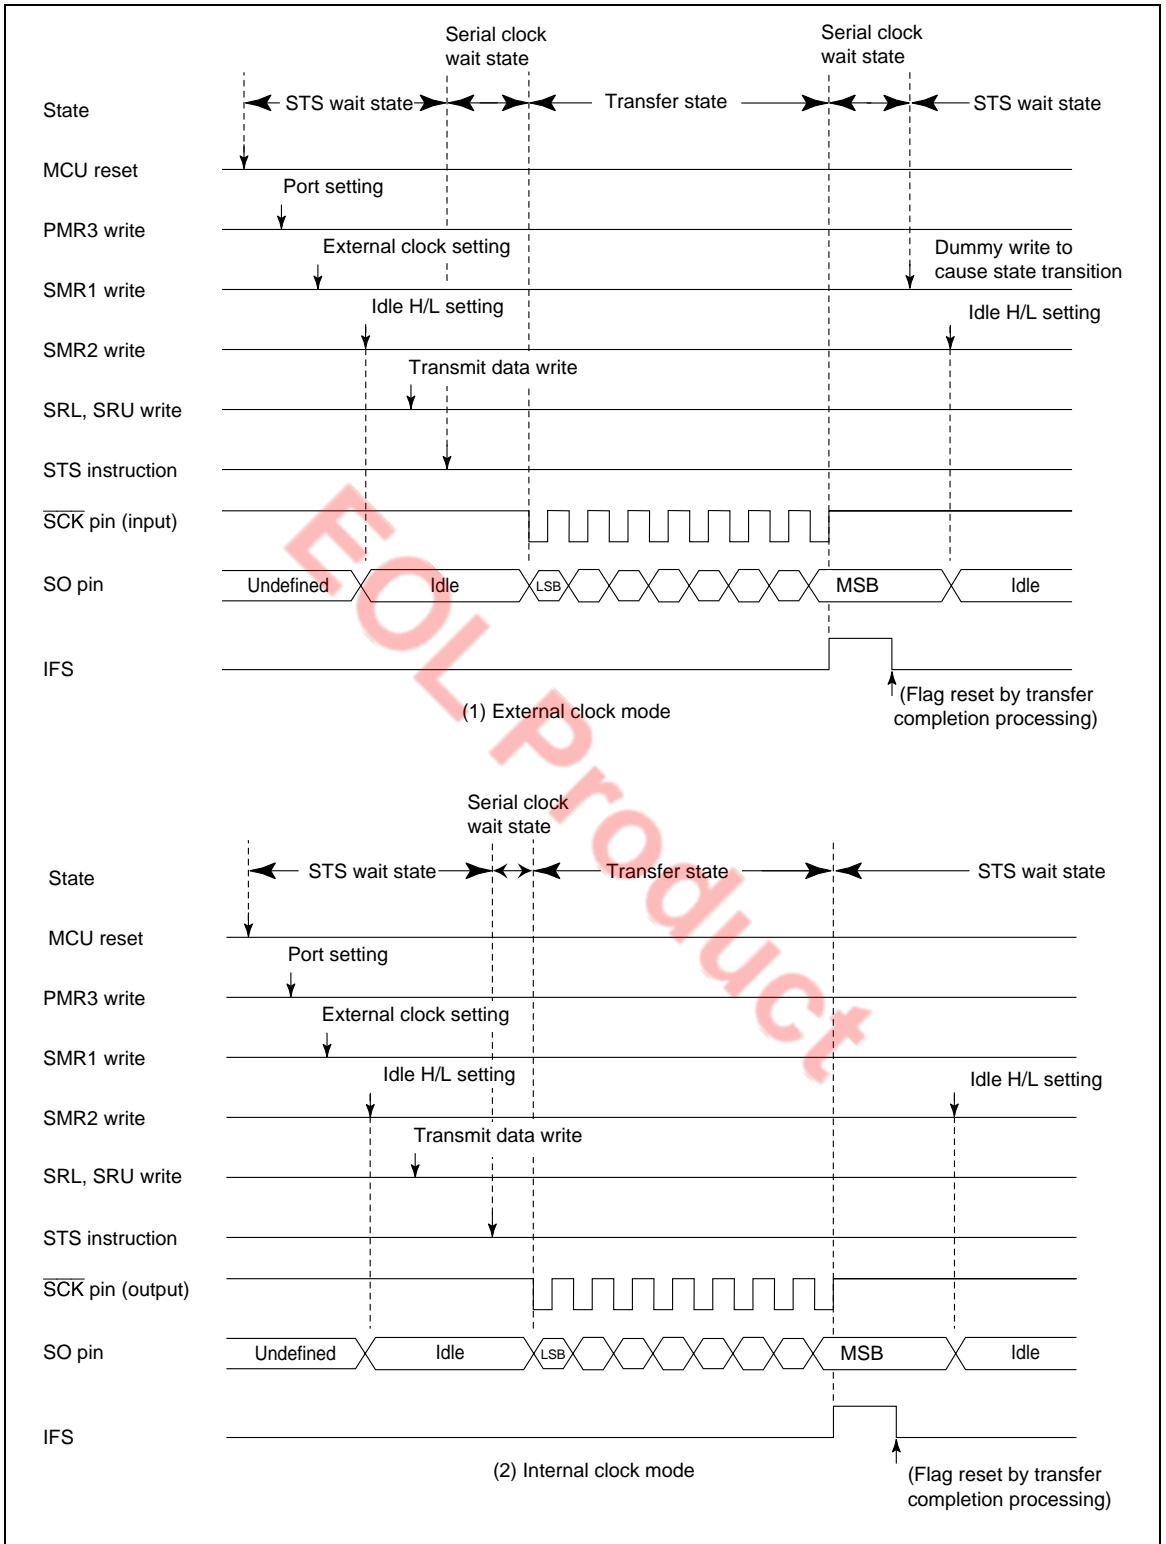 Serial clock
wait state
Serial clock
wait state
State
STS wait state
Transfer state
STS wait state
MCU reset
Port setting
PMR3 write
External clock setting
Dummy write to
cause state transition
SMR1 write
Idle H/L setting
Idle H/L setting
SMR2 write
Transmit data write
SRL, SRU write
STS instruction
SCK pin (input)
SO pin
Undefined
Idle
LSB
MSB
Idle
IFS
(Flag reset by transfer
completion processing)
(1) External clock mode
EOL Product
Serial clock
wait state
State
STS wait state
Transfer state
STS wait state
MCU reset
Port setting
PMR3 write
External clock setting
SMR1 write
Idle H/L setting
Idle H/L setting
SMR2 write
Transmit data write
SRL, SRU write
STS instruction
SCK pin (output)
SO pin
Undefined
Idle
LSB
MSB
Idle
IFS
(2) Internal clock mode
(Flag reset by transfer
completion processing)